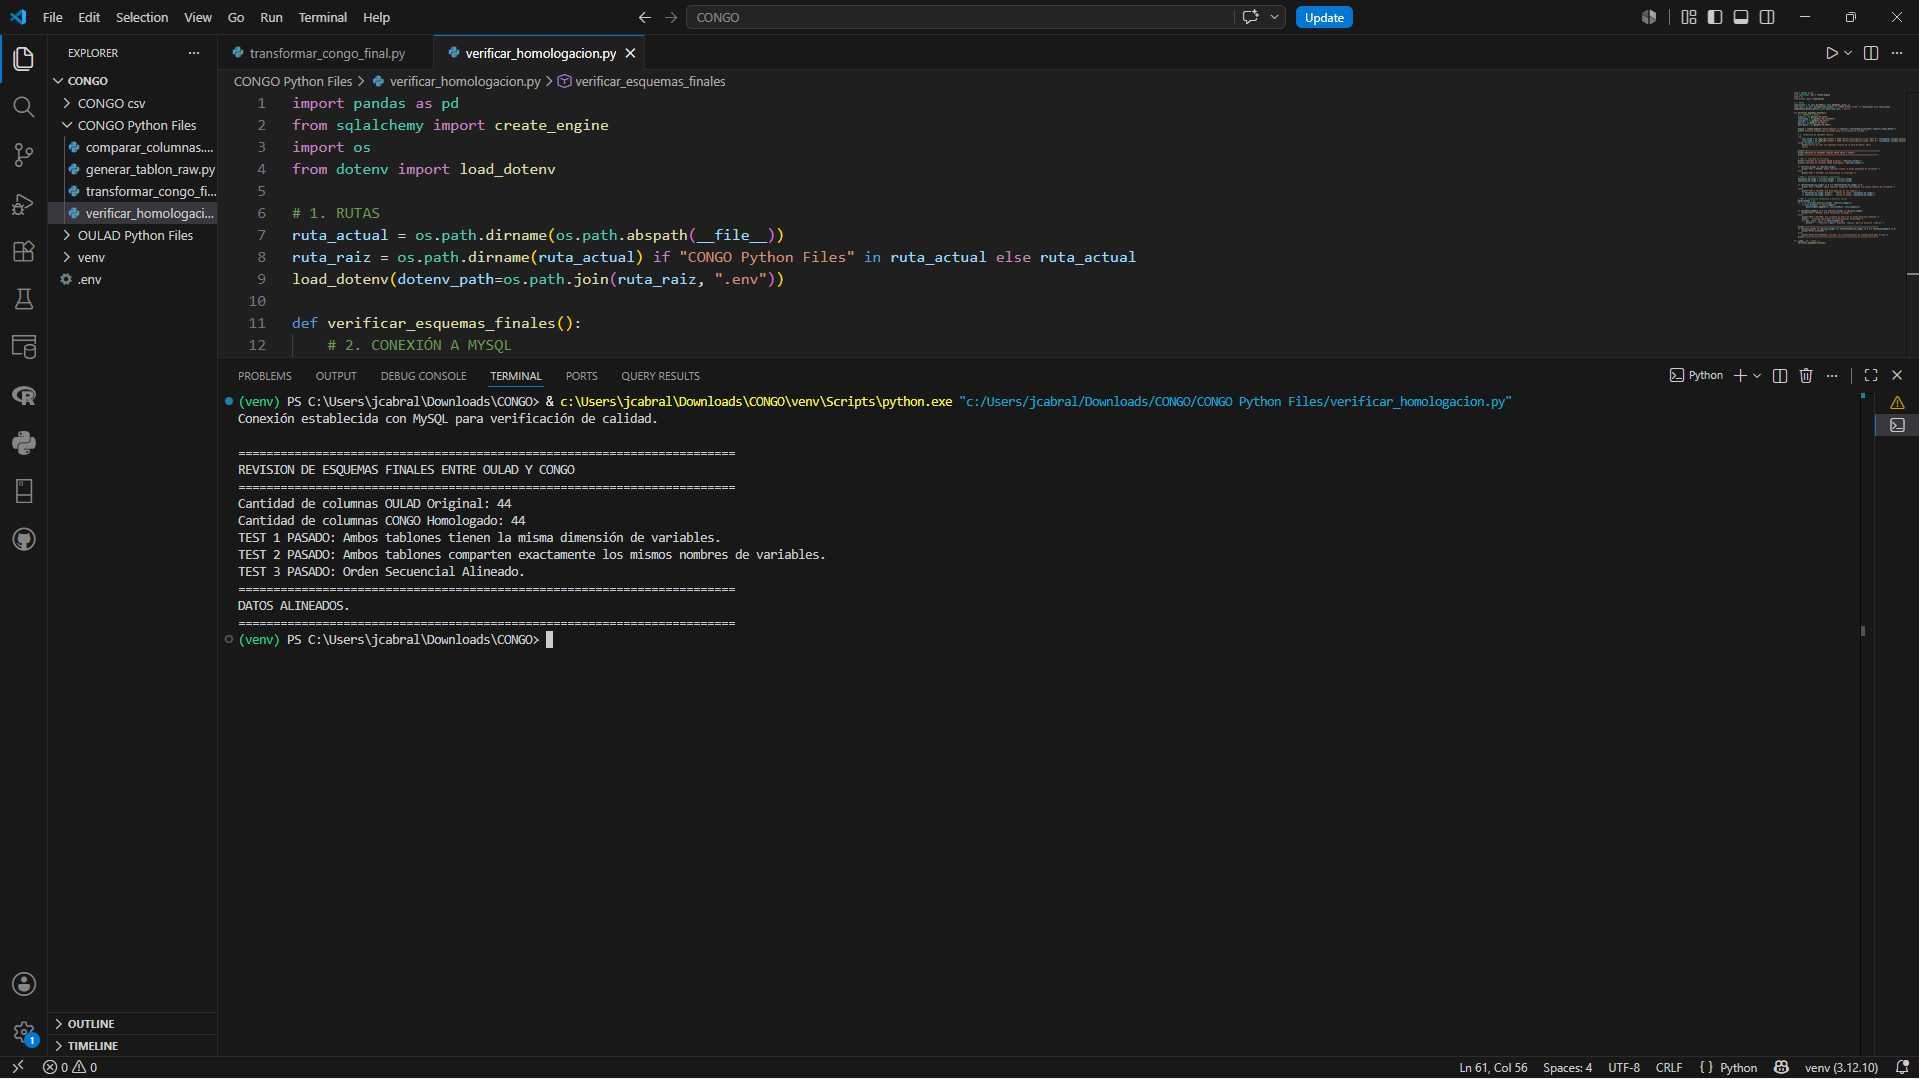 File Edit Selection View Go Run Terminal Help
CONGO
Update
EXPLORER
CONGO
CONGO csv
CONGO Python Files
comparar_columnas....
generar_tablon_raw.py
transformar_congo_fi...
verificar_homologaci...
OULAD Python Files
venv
.env
OUTLINE
TIMELINE
transformar_congo_final.py
verificar_homologacion.py
CONGO Python Files > verificar_homologacion.py > verificar_esquemas_finales
1 import pandas as pd
2 from sqlalchemy import create_engine
3 import os
4 from dotenv import load_dotenv
5
6 # 1. RUTAS
7 ruta_actual = os.path.dirname(os.path.abspath(__file__))
8 ruta_raiz = os.path.dirname(ruta_actual) if "CONGO Python Files" in ruta_actual else ruta_actual
9 load_dotenv(dotenv_path=os.path.join(ruta_raiz, ".env"))
10
11 def verificar_esquemas_finales():
12 # 2. CONEXIÓN A MYSQL
PROBLEMS OUTPUT DEBUG CONSOLE TERMINAL PORTS QUERY RESULTS
Python
(venv) PS C:\Users\jcabral\Downloads\CONGO> & c:\Users\jcabral\Downloads\CONGO\venv\Scripts\python.exe "c:/Users/jcabral/Downloads/CONGO/CONGO Python Files/verificar_homologacion.py"
Conexión establecida con MySQL para verificación de calidad.
=======================================================================
REVISION DE ESQUEMAS FINALES ENTRE OULAD Y CONGO
=======================================================================
Cantidad de columnas OULAD Original: 44
Cantidad de columnas CONGO Homologado: 44
TEST 1 PASADO: Ambos tablones tienen la misma dimensión de variables.
TEST 2 PASADO: Ambos tablones comparten exactamente los mismos nombres de variables.
TEST 3 PASADO: Orden Secuencial Alineado.
=======================================================================
DATOS ALINEADOS.
=======================================================================
(venv) PS C:\Users\jcabral\Downloads\CONGO>
1
0 0
Ln 61, Col 56 Spaces: 4 UTF-8 CRLF { } Python venv (3.12.10)